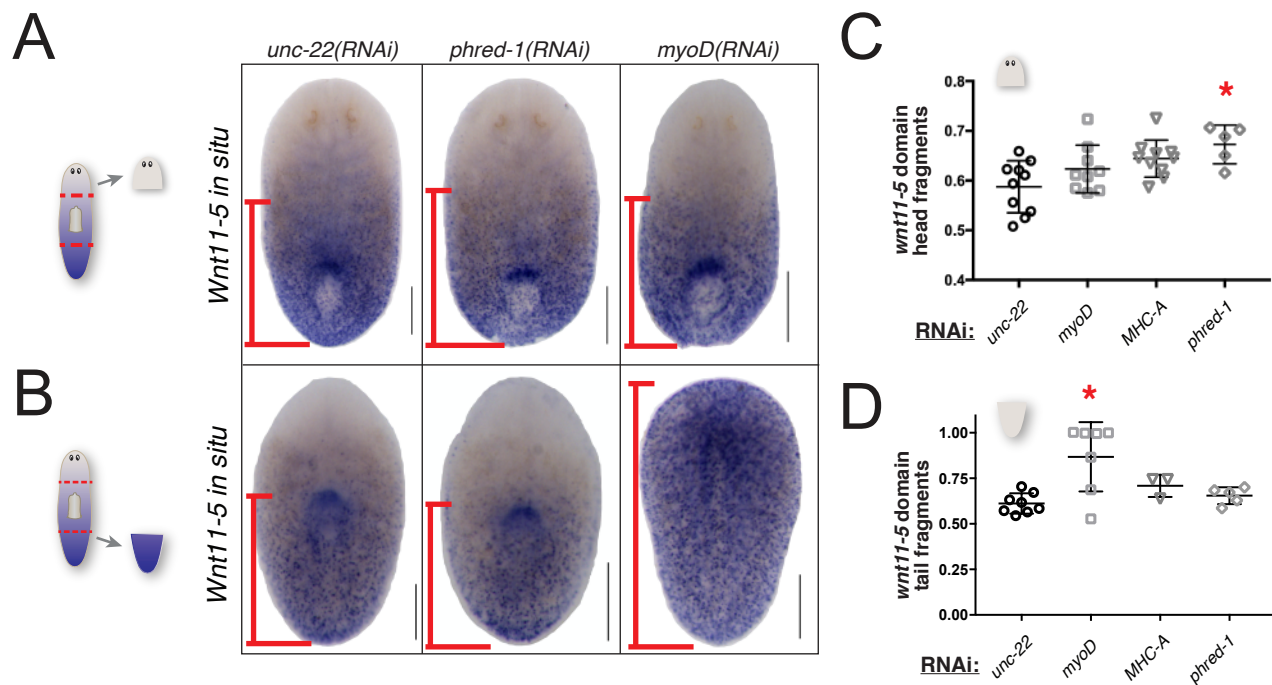 A
unc-22(RNAi)
phred-1(RNAi)
myoD(RNAi)
Wnt11-5 in situ
B
Wnt11-5 in situ
C
wnt11-5 domain
head fragments
0.8
0.7
0.6
0.5
0.4
*
RNAi:
unc-22
myoD
MHC-A
phred-1
D
wnt11-5 domain
tail fragments
1.00
0.75
0.50
0.25
0.00
*
RNAi:
unc-22
myoD
MHC-A
phred-1